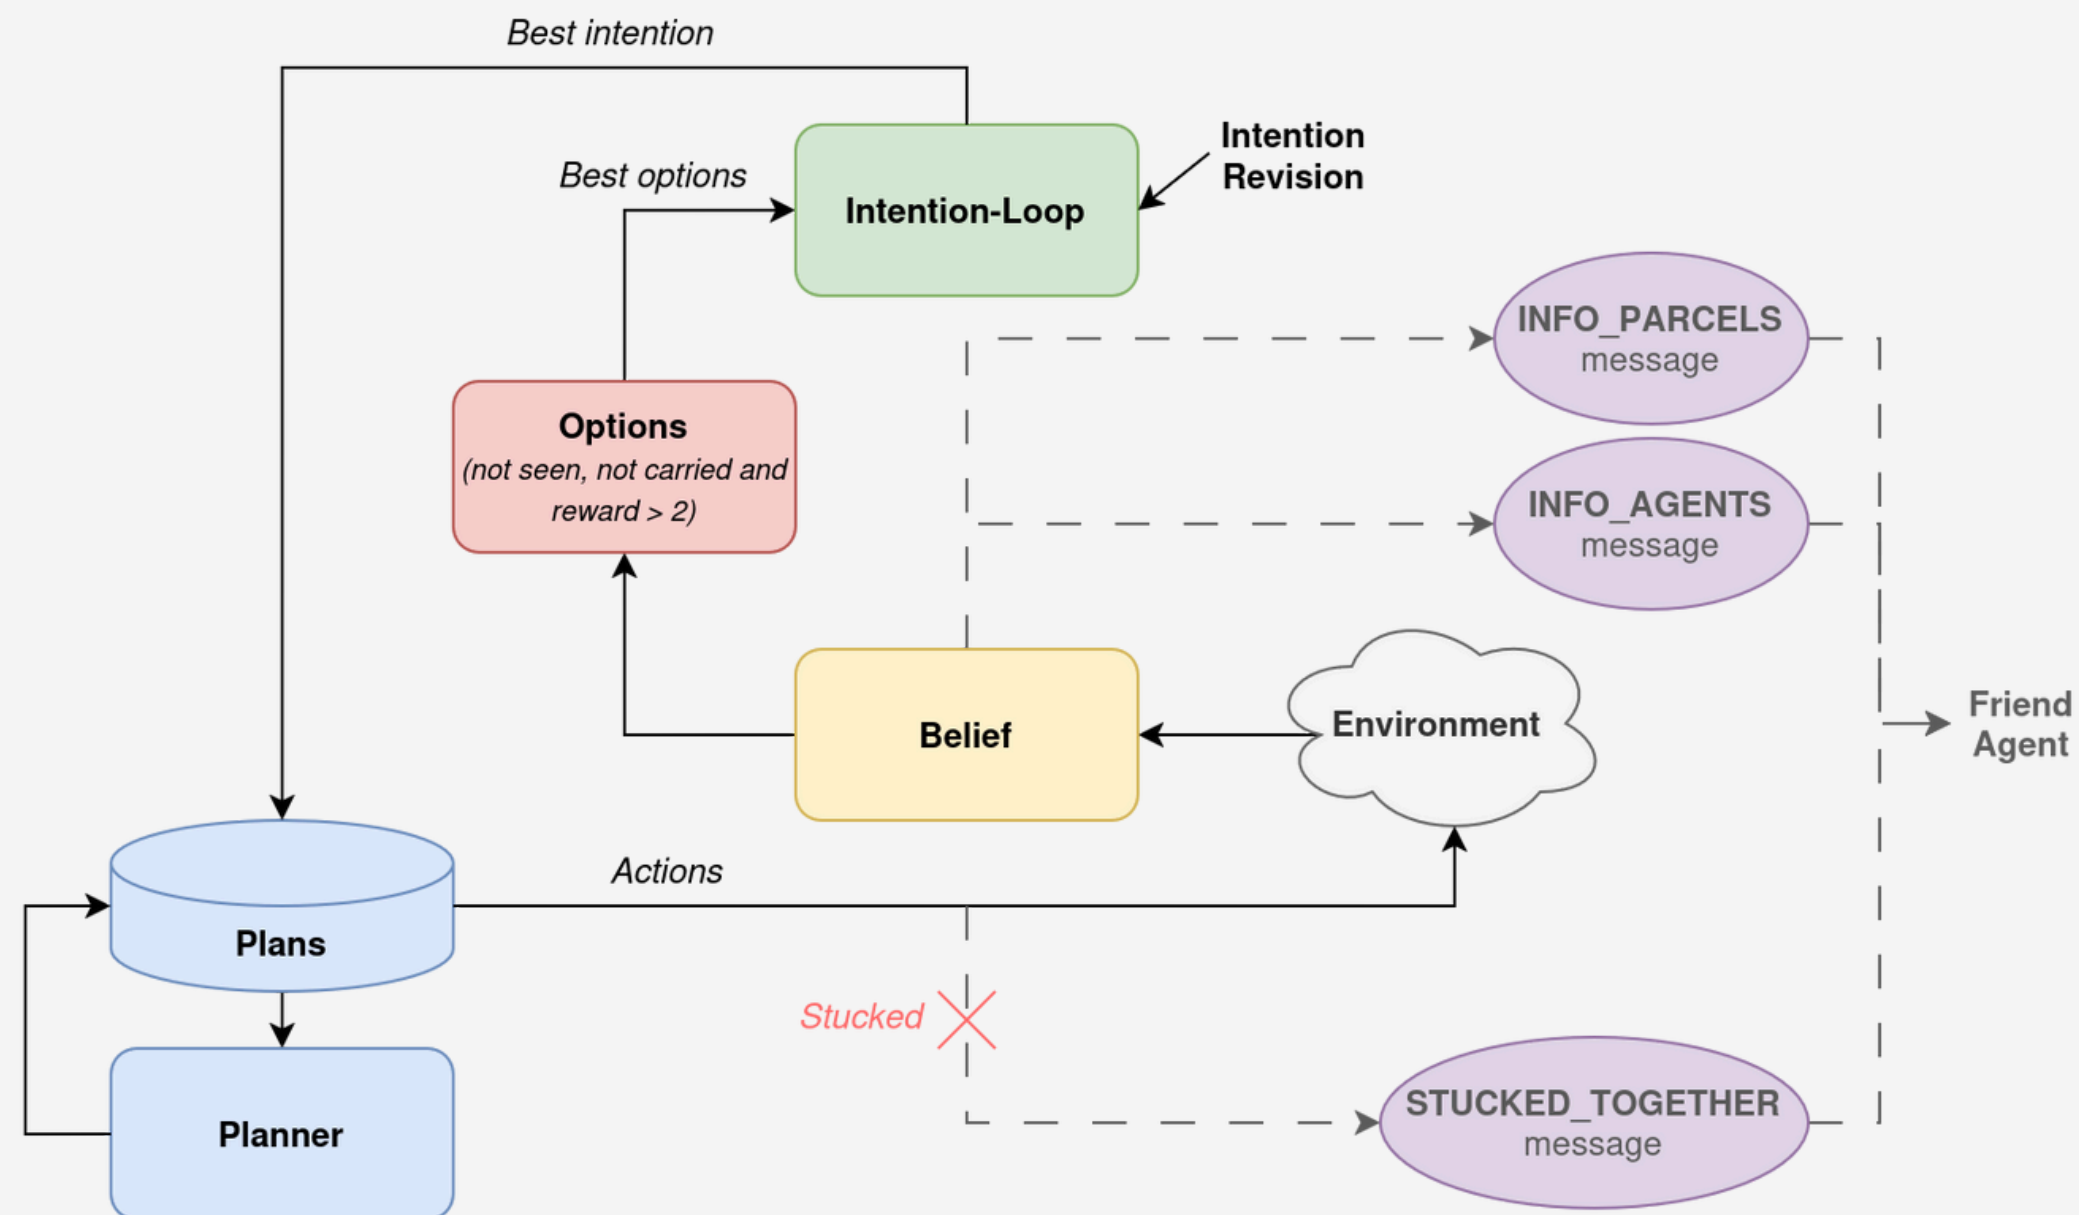 Best intention
Intention
Revision
Best options
Intention-Loop
INFO_PARCELS
message
Options
(not seen, not carried and
reward > 2)
INFO_AGENTS
message
Belief
Environment
Friend
Agent
Actions
Plans
Stucked
STUCKED_TOGETHER
message
Planner